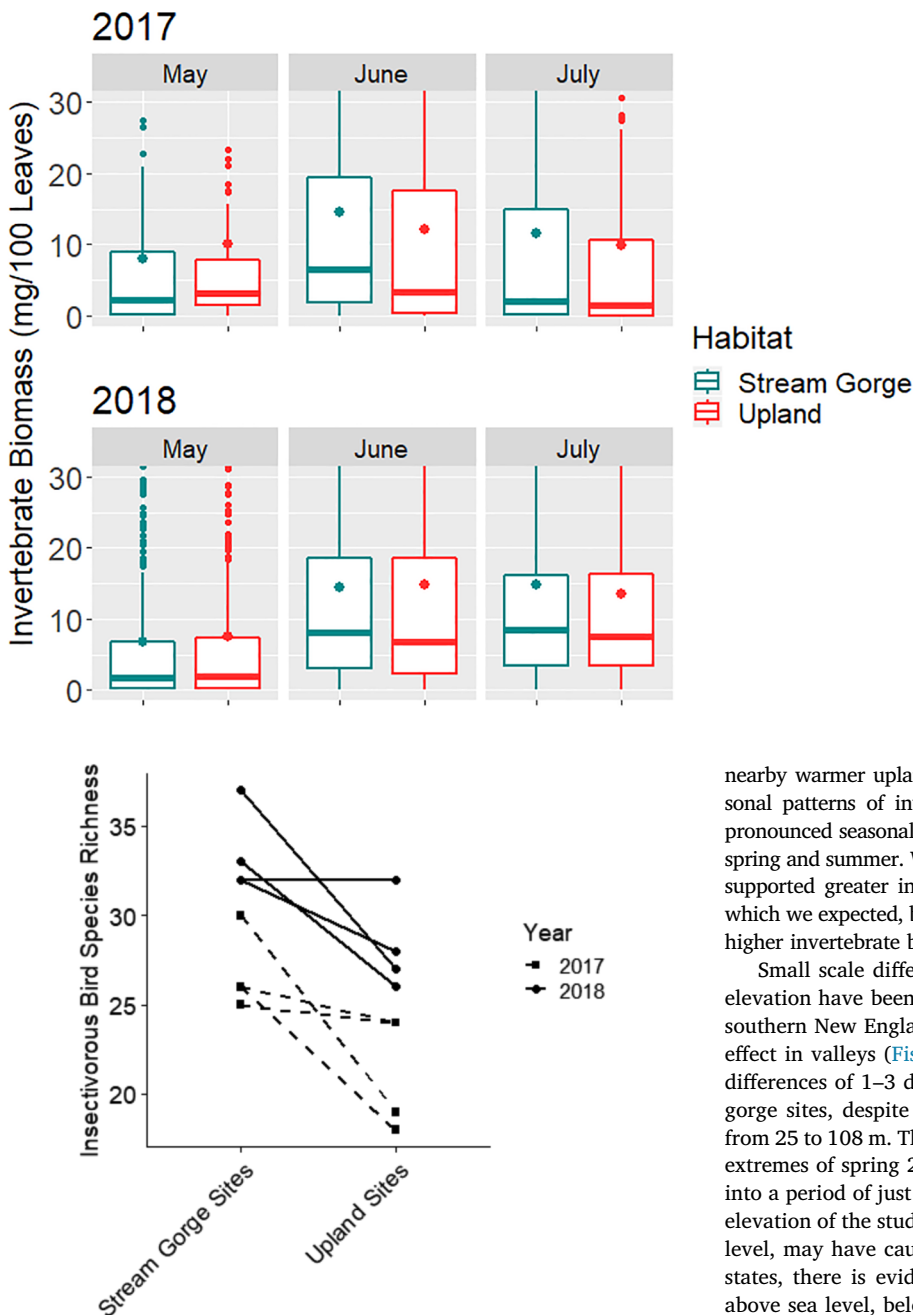 2017
May
June
July
30
20
10
0
Invertebrate Biomass (mg/100 Leaves)
Habitat
Stream Gorge
Upland
2018
May
June
July
30
20
10
0
Insectivorous Bird Species Richness
35
30
25
20
Stream Gorge Sites
Upland Sites
Year
2017
2018
nearby warmer upla
sonal patterns of in
pronounced seasonal
spring and summer. W
supported greater in
which we expected, b
higher invertebrate b
Small scale diffe
elevation have been
southern New Englan
effect in valleys (Fis
differences of 1–3 d
gorge sites, despite
from 25 to 108 m. Th
extremes of spring 2
into a period of just
elevation of the stud
level, may have cau
states, there is evid
above sea level, bel